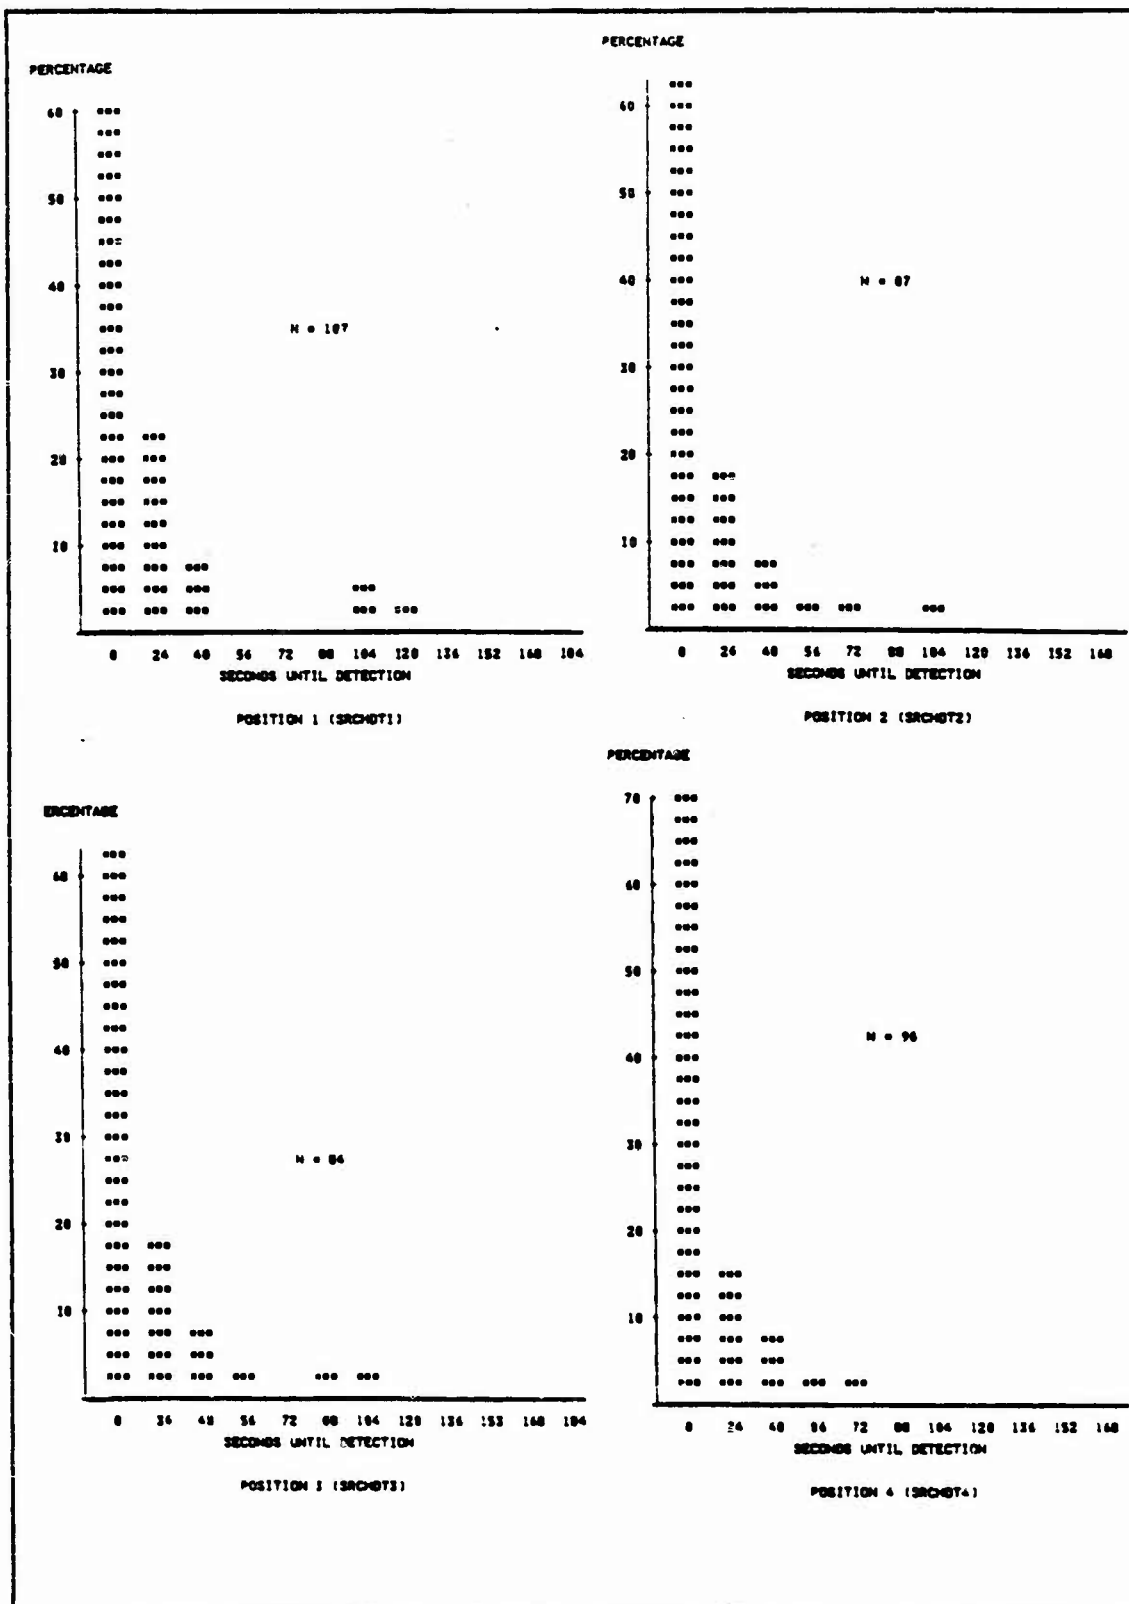 PERCENTAGE
60
50
40
30
20
10
N = 107
0 24 40 56 72 88 104 120 136 152 168 184
SECONDS UNTIL DETECTION
POSITION 1 (SRCHDT1)
PERCENTAGE
60
50
40
30
20
10
N = 87
0 24 40 56 72 88 104 120 136 152 168
SECONDS UNTIL DETECTION
POSITION 2 (SRCHDT2)
ERCENTAGE
60
50
40
30
20
10
N = 86
0 24 40 56 72 88 104 120 136 152 168 184
SECONDS UNTIL DETECTION
POSITION 3 (SRCHDT3)
PERCENTAGE
70
60
50
40
30
20
10
N = 96
0 24 40 56 72 88 104 120 136 152 168
SECONDS UNTIL DETECTION
POSITION 4 (SRCHDT4)